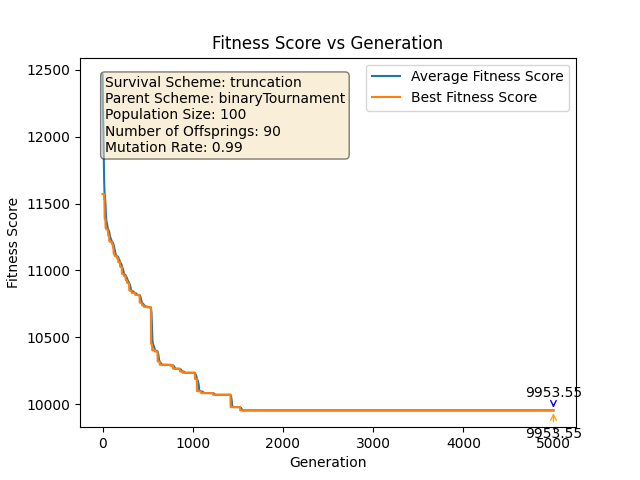 Fitness Score vs Generation
12500
12000
11500
11000
10500
10000
Fitness Score
Survival Scheme: truncation
Parent Scheme: binaryTournament
Population Size: 100
Number of Offsprings: 90
Mutation Rate: 0.99
Average Fitness Score
Best Fitness Score
9953.55
9953.55
0
1000
2000
3000
4000
5000
Generation